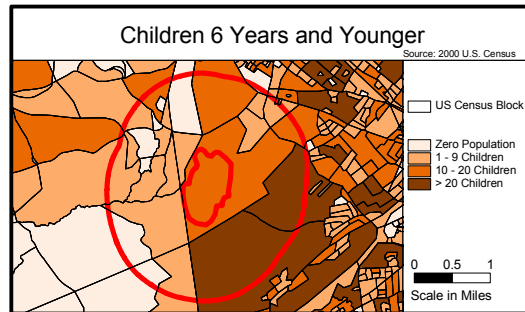 Children 6 Years and Younger
Source: 2000 U.S. Census
US Census Block
Zero Population
1 - 9 Children
10 - 20 Children
> 20 Children
0 0.5 1
Scale in Miles